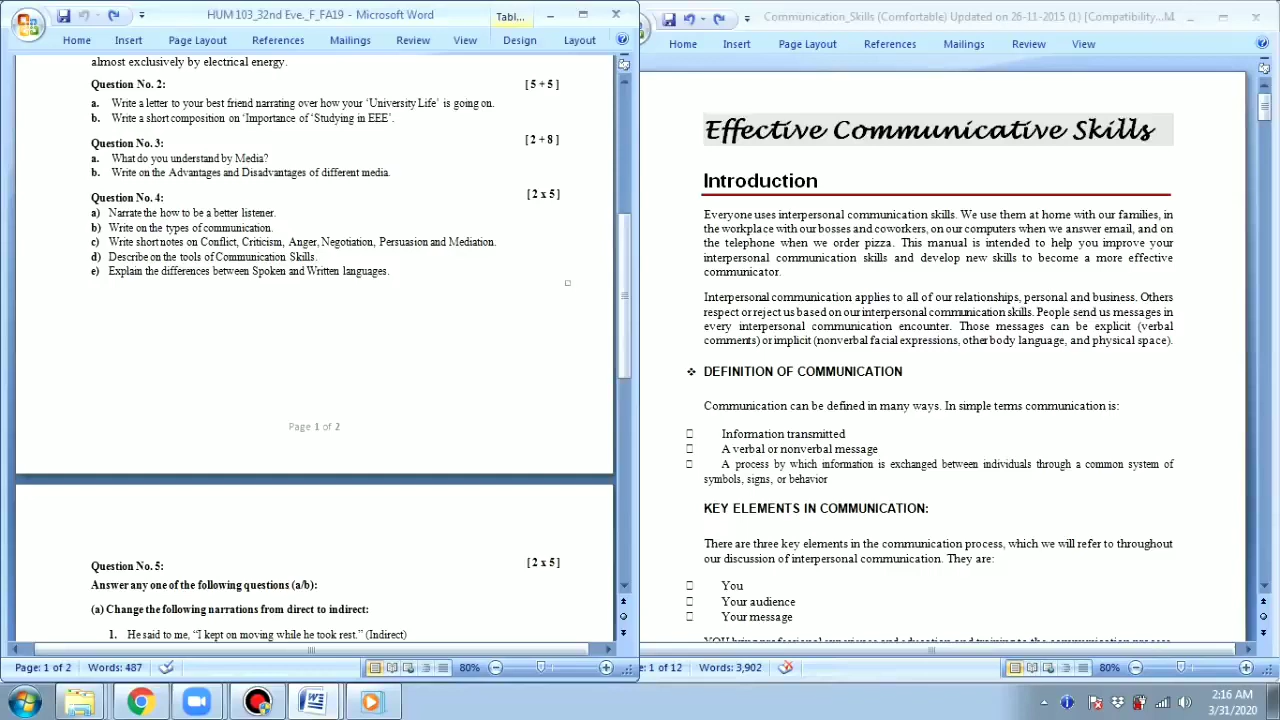 HUM 103_32nd Eve._F_FA19 - Microsoft Word
Tabl...
Home Insert Page Layout References Mailings Review View Design Layout
almost exclusively by electrical energy.
Question No. 2: [ 5 + 5 ]
a. Write a letter to your best friend narrating over how your ‘University Life’ is going on.
b. Write a short composition on ‘Importance of ‘Studying in EEE’.
Question No. 3: [ 2 + 8 ]
a. What do you understand by Media?
b. Write on the Advantages and Disadvantages of different media.
Question No. 4: [ 2 x 5 ]
a) Narrate the how to be a better listener.
b) Write on the types of communication.
c) Write short notes on Conflict, Criticism, Anger, Negotiation, Persuasion and Mediation.
d) Describe on the tools of Communication Skills.
e) Explain the differences between Spoken and Written languages.
Page 1 of 2
Question No. 5: [ 2 x 5 ]
Answer any one of the following questions (a/b):
(a) Change the following narrations from direct to indirect:
1. He said to me, “I kept on moving while he took rest.” (Indirect)
Page: 1 of 2 Words: 487 80%
Communication_Skills (Comfortable) Updated on 26-11-2015 (1) [Compatibility...M
Home Insert Page Layout References Mailings Review View
Effective Communicative Skills
Introduction
Everyone uses interpersonal communication skills. We use them at home with our families, in
the workplace with our bosses and coworkers, on our computers when we answer email, and on
the telephone when we order pizza. This manual is intended to help you improve your
interpersonal communication skills and develop new skills to become a more effective
communicator.
Interpersonal communication applies to all of our relationships, personal and business. Others
respect or reject us based on our interpersonal communication skills. People send us messages in
every interpersonal communication encounter. Those messages can be explicit (verbal
comments) or implicit (nonverbal facial expressions, other body language, and physical space).
❖ DEFINITION OF COMMUNICATION
Communication can be defined in many ways. In simple terms communication is:
Information transmitted
A verbal or nonverbal message
A process by which information is exchanged between individuals through a common system of
symbols, signs, or behavior
KEY ELEMENTS IN COMMUNICATION:
There are three key elements in the communication process, which we will refer to throughout
our discussion of interpersonal communication. They are:
You
Your audience
Your message
YOU bring professional experience and education and training to the communication process.
: 1 of 12 Words: 3,902 80%
2:16 AM
3/31/2020